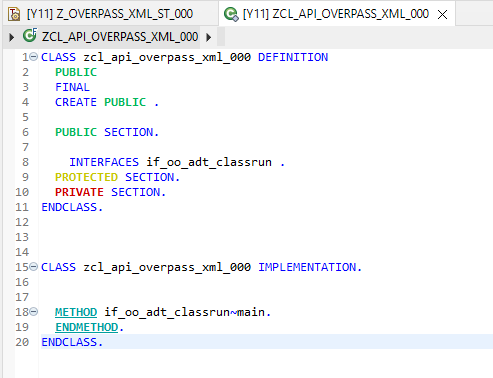 [Y11] Z_OVERPASS_XML_ST_000 [Y11] ZCL_API_OVERPASS_XML_000
ZCL_API_OVERPASS_XML_000
1 CLASS zcl_api_overpass_xml_000 DEFINITION
2 PUBLIC
3 FINAL
4 CREATE PUBLIC .
5
6 PUBLIC SECTION.
7
8 INTERFACES if_oo_adt_classrun .
9 PROTECTED SECTION.
10 PRIVATE SECTION.
11 ENDCLASS.
12
13
14
15 CLASS zcl_api_overpass_xml_000 IMPLEMENTATION.
16
17
18 METHOD if_oo_adt_classrun~main.
19 ENDMETHOD.
20 ENDCLASS.